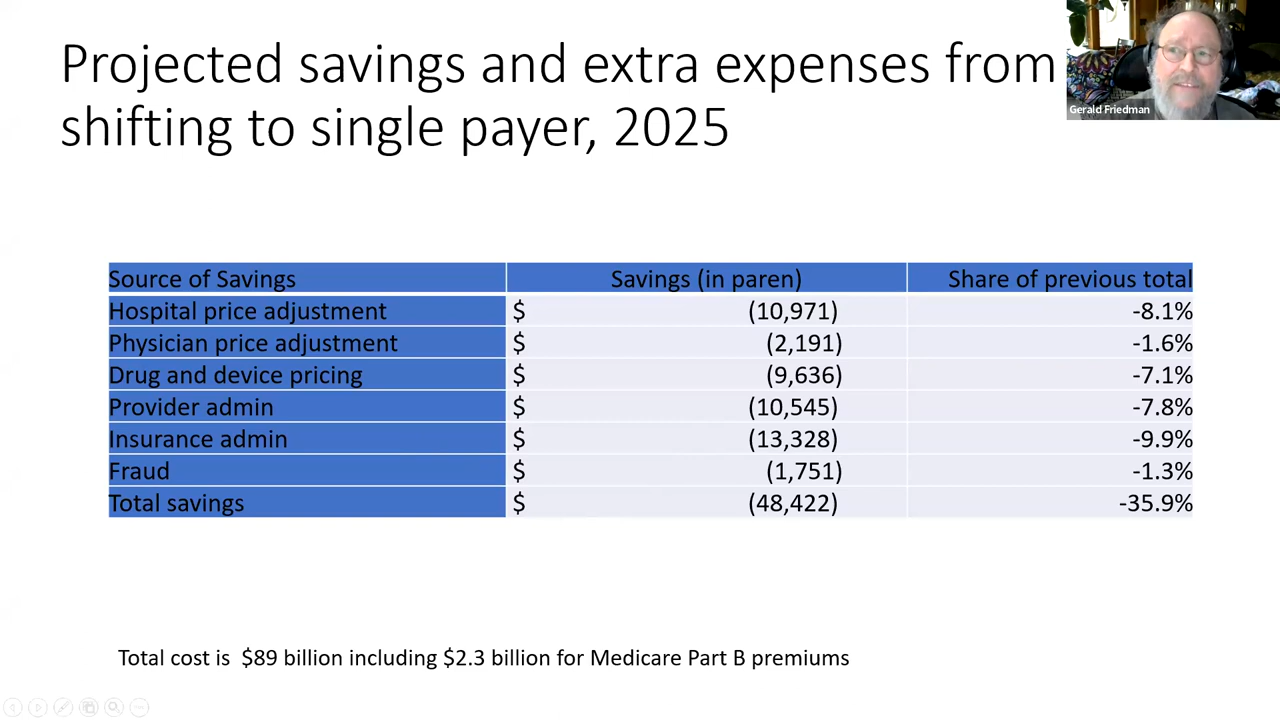 Projected savings and extra expenses from
shifting to single payer, 2025
Gerald Friedman
Source of Savings Savings (in paren) Share of previous total
Hospital price adjustment $ (10,971) -8.1%
Physician price adjustment $ (2,191) -1.6%
Drug and device pricing $ (9,636) -7.1%
Provider admin $ (10,545) -7.8%
Insurance admin $ (13,328) -9.9%
Fraud $ (1,751) -1.3%
Total savings $ (48,422) -35.9%
Total cost is $89 billion including $2.3 billion for Medicare Part B premiums